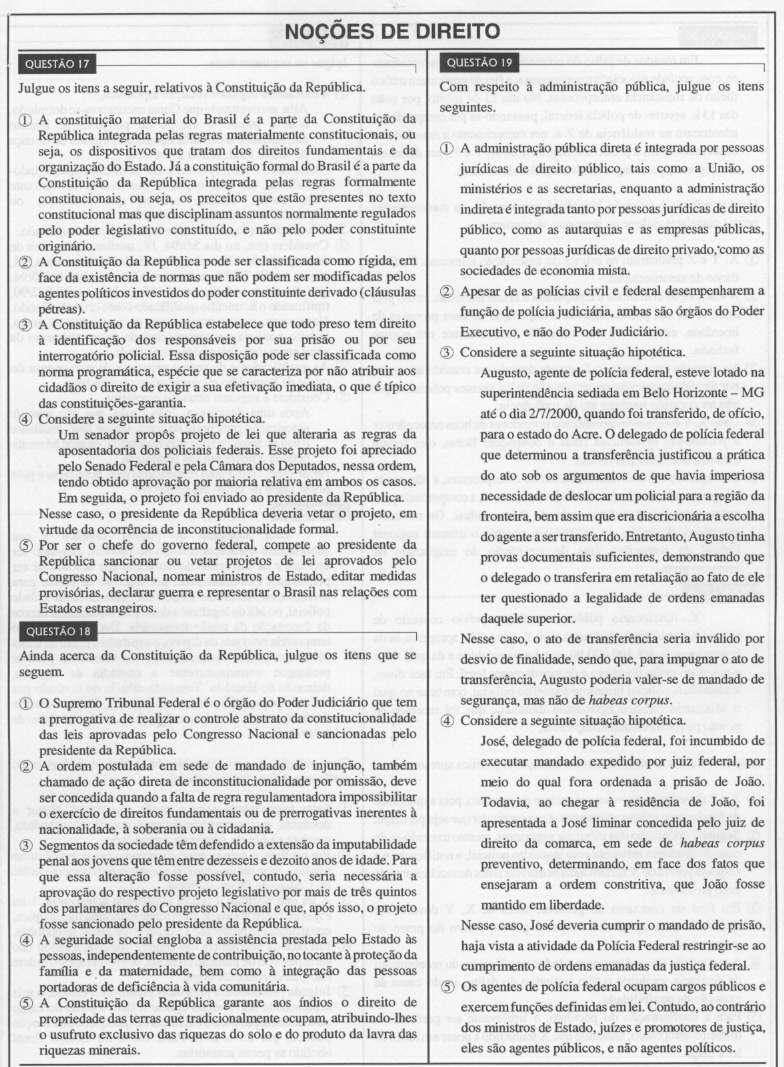 NOÇÕES DE DIREITO
QUESTÃO 17
Julgue os itens a seguir, relativos à Constituição da República.
① A constituição material do Brasil é a parte da Constituição da
República integrada pelas regras materialmente constitucionais, ou
seja, os dispositivos que tratam dos direitos fundamentais e da
organização do Estado. Já a constituição formal do Brasil é a parte da
Constituição da República integrada pelas regras formalmente
constitucionais, ou seja, os preceitos que estão presentes no texto
constitucional mas que disciplinam assuntos normalmente regulados
pelo poder legislativo constituído, e não pelo poder constituinte
originário.
② A Constituição da República pode ser classificada como rígida, em
face da existência de normas que não podem ser modificadas pelos
agentes políticos investidos do poder constituinte derivado (cláusulas
pétreas).
③ A Constituição da República estabelece que todo preso tem direito
à identificação dos responsáveis por sua prisão ou por seu
interrogatório policial. Essa disposição pode ser classificada como
norma programática, espécie que se caracteriza por não atribuir aos
cidadãos o direito de exigir a sua efetivação imediata, o que é típico
das constituições-garantia.
④ Considere a seguinte situação hipotética.
Um senador propôs projeto de lei que alteraria as regras da
aposentadoria dos policiais federais. Esse projeto foi apreciado
pelo Senado Federal e pela Câmara dos Deputados, nessa ordem,
tendo obtido aprovação por maioria relativa em ambos os casos.
Em seguida, o projeto foi enviado ao presidente da República.
Nesse caso, o presidente da República deveria vetar o projeto, em
virtude da ocorrência de inconstitucionalidade formal.
⑤ Por ser o chefe do governo federal, compete ao presidente da
República sancionar ou vetar projetos de lei aprovados pelo
Congresso Nacional, nomear ministros de Estado, editar medidas
provisórias, declarar guerra e representar o Brasil nas relações com
Estados estrangeiros.
QUESTÃO 18
Ainda acerca da Constituição da República, julgue os itens que se
seguem.
① O Supremo Tribunal Federal é o órgão do Poder Judiciário que tem
a prerrogativa de realizar o controle abstrato da constitucionalidade
das leis aprovadas pelo Congresso Nacional e sancionadas pelo
presidente da República.
② A ordem postulada em sede de mandado de injunção, também
chamado de ação direta de inconstitucionalidade por omissão, deve
ser concedida quando a falta de regra regulamentadora impossibilitar
o exercício de direitos fundamentais ou de prerrogativas inerentes à
nacionalidade, à soberania ou à cidadania.
③ Segmentos da sociedade têm defendido a extensão da imputabilidade
penal aos jovens que têm entre dezesseis e dezoito anos de idade. Para
que essa alteração fosse possível, contudo, seria necessária a
aprovação do respectivo projeto legislativo por mais de três quintos
dos parlamentares do Congresso Nacional e que, após isso, o projeto
fosse sancionado pelo presidente da República.
④ A seguridade social engloba a assistência prestada pelo Estado às
pessoas, independentemente de contribuição, no tocante à proteção da
família e da maternidade, bem como à integração das pessoas
portadoras de deficiência à vida comunitária.
⑤ A Constituição da República garante aos índios o direito de
propriedade das terras que tradicionalmente ocupam, atribuindo-lhes
o usufruto exclusivo das riquezas do solo e do produto da lavra das
riquezas minerais.
QUESTÃO 19
Com respeito à administração pública, julgue os itens
seguintes.
① A administração pública direta é integrada por pessoas
jurídicas de direito público, tais como a União, os
ministérios e as secretarias, enquanto a administração
indireta é integrada tanto por pessoas jurídicas de direito
público, como as autarquias e as empresas públicas,
quanto por pessoas jurídicas de direito privado, como as
sociedades de economia mista.
② Apesar de as polícias civil e federal desempenharem a
função de polícia judiciária, ambas são órgãos do Poder
Executivo, e não do Poder Judiciário.
③ Considere a seguinte situação hipotética.
Augusto, agente de polícia federal, esteve lotado na
superintendência sediada em Belo Horizonte – MG
até o dia 2/7/2000, quando foi transferido, de ofício,
para o estado do Acre. O delegado de polícia federal
que determinou a transferência justificou a prática
do ato sob os argumentos de que havia imperiosa
necessidade de deslocar um policial para a região da
fronteira, bem assim que era discricionária a escolha
do agente a ser transferido. Entretanto, Augusto tinha
provas documentais suficientes, demonstrando que
o delegado o transferira em retaliação ao fato de ele
ter questionado a legalidade de ordens emanadas
daquele superior.
Nesse caso, o ato de transferência seria inválido por
desvio de finalidade, sendo que, para impugnar o ato de
transferência, Augusto poderia valer-se de mandado de
segurança, mas não de habeas corpus.
④ Considere a seguinte situação hipotética.
José, delegado de polícia federal, foi incumbido de
executar mandado expedido por juiz federal, por
meio do qual fora ordenada a prisão de João.
Todavia, ao chegar à residência de João, foi
apresentada a José liminar concedida pelo juiz de
direito da comarca, em sede de habeas corpus
preventivo, determinando, em face dos fatos que
ensejaram a ordem constritiva, que João fosse
mantido em liberdade.
Nesse caso, José deveria cumprir o mandado de prisão,
haja vista a atividade da Polícia Federal restringir-se ao
cumprimento de ordens emanadas da justiça federal.
⑤ Os agentes de polícia federal ocupam cargos públicos e
exercem funções definidas em lei. Contudo, ao contrário
dos ministros de Estado, juízes e promotores de justiça,
eles são agentes públicos, e não agentes políticos.